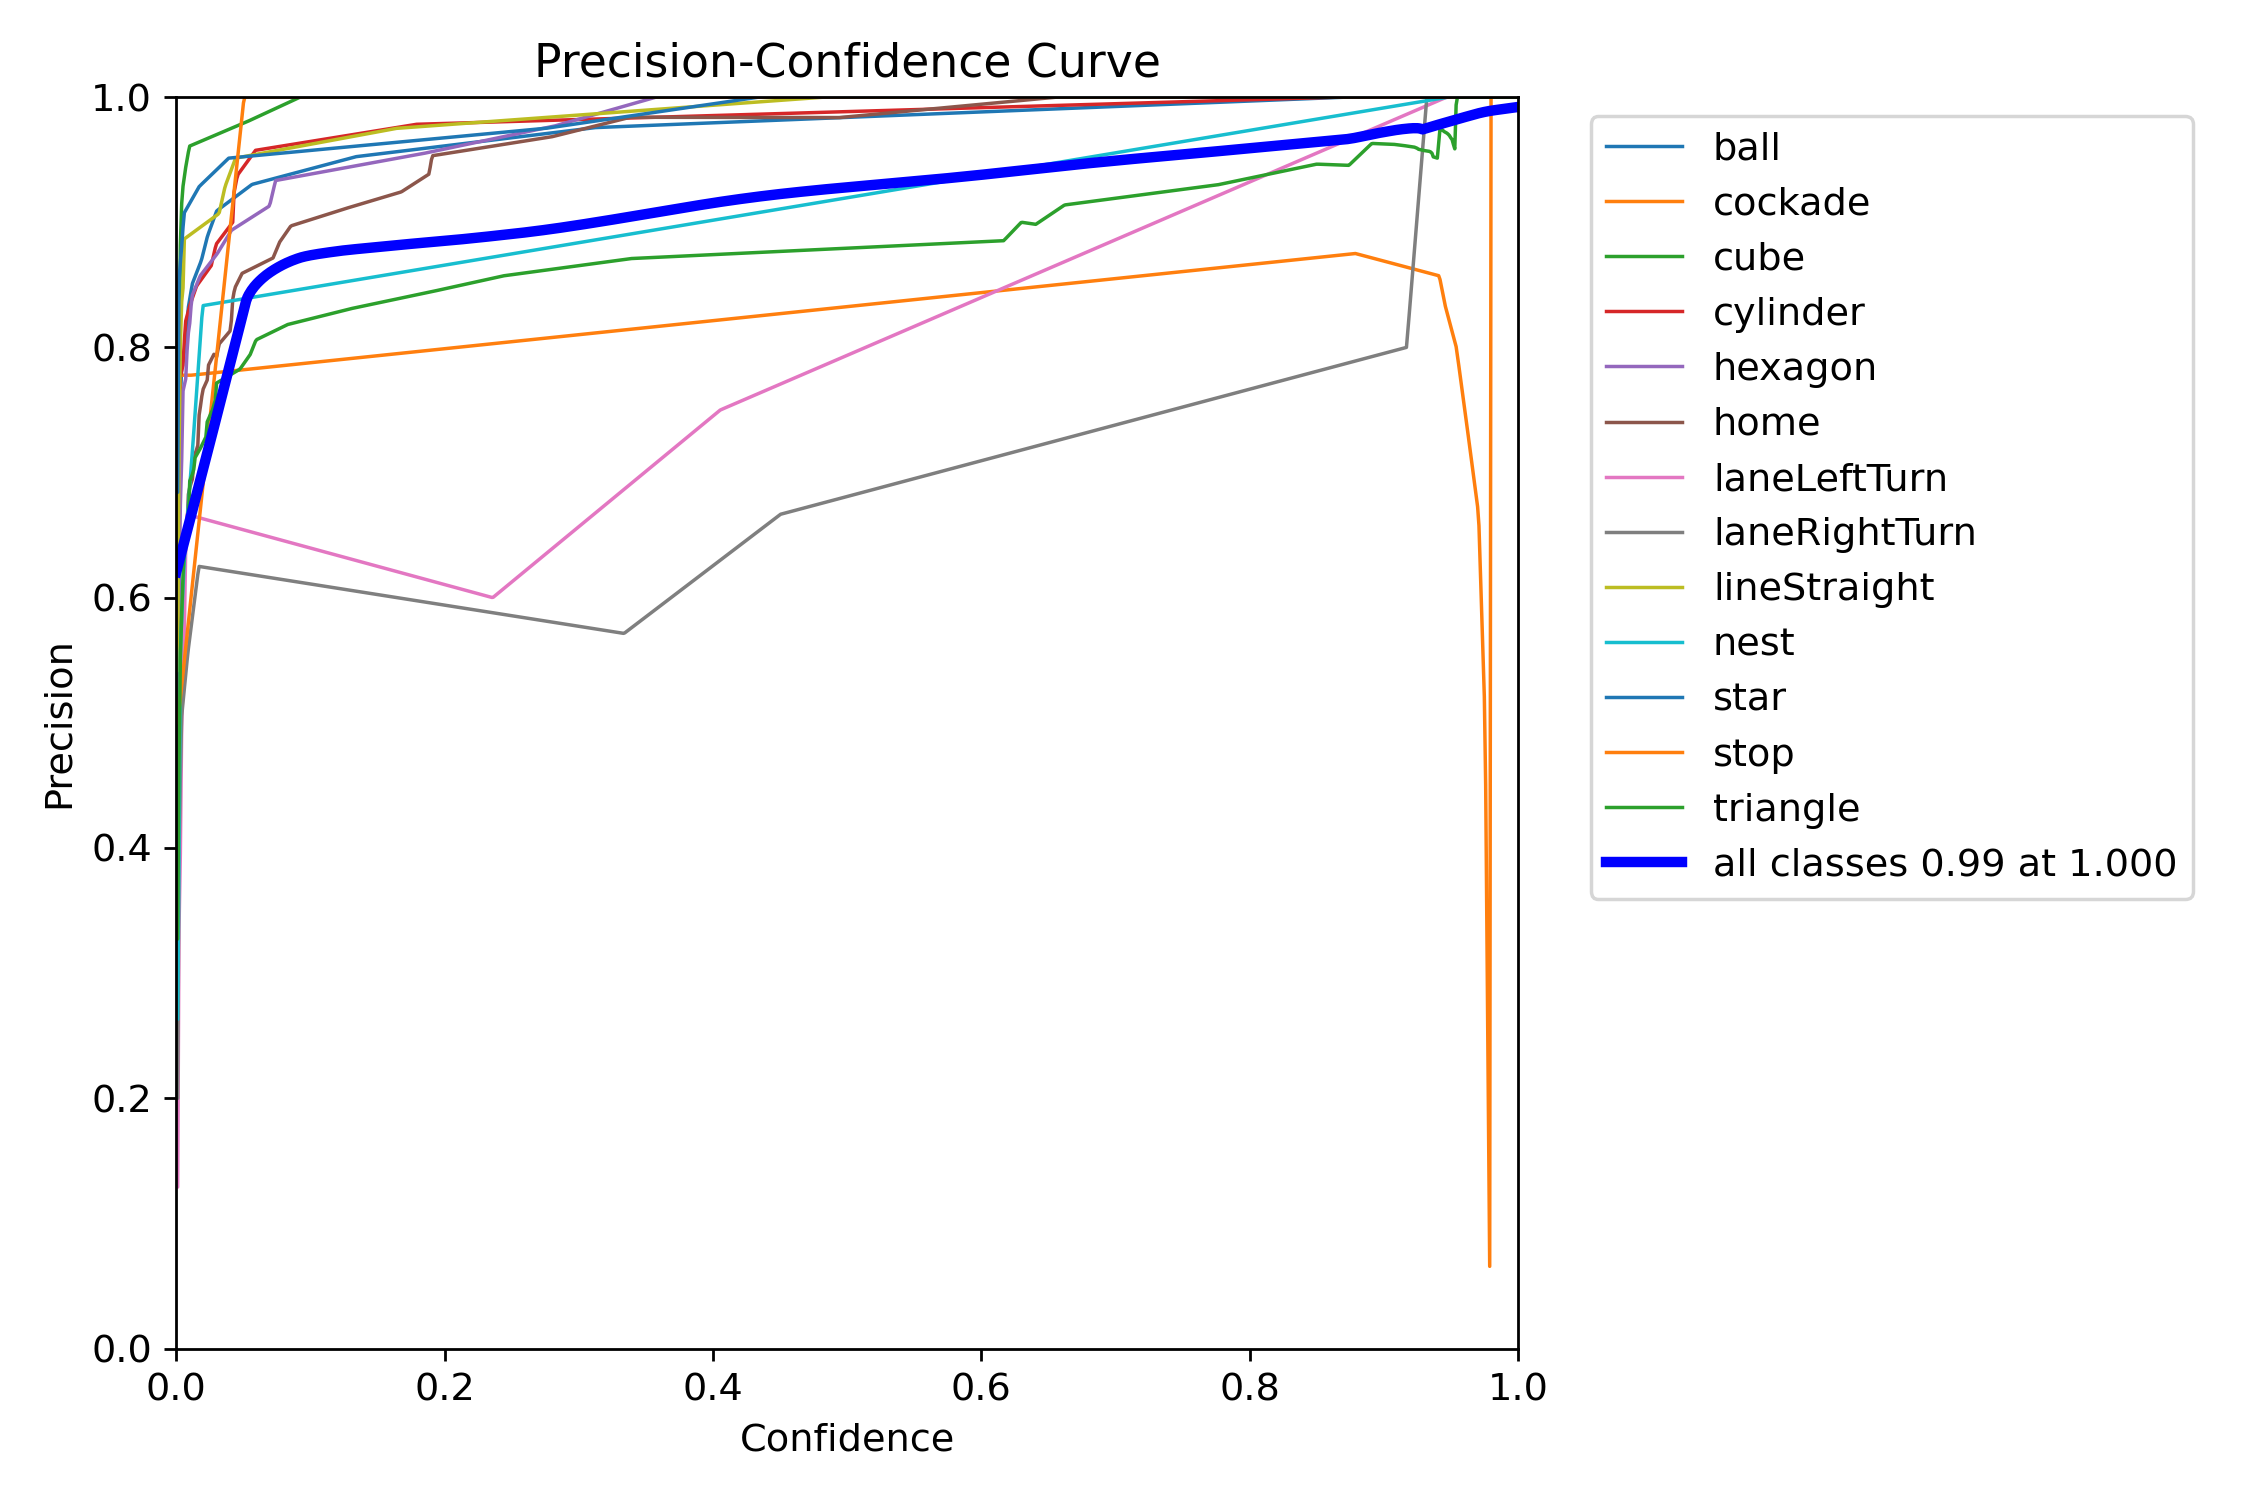 Precision-Confidence Curve
1.0
0.8
0.6
0.4
0.2
0.0
Precision
0.0 0.2 0.4 0.6 0.8 1.0
Confidence
ball
cockade
cube
cylinder
hexagon
home
laneLeftTurn
laneRightTurn
lineStraight
nest
star
stop
triangle
all classes 0.99 at 1.000